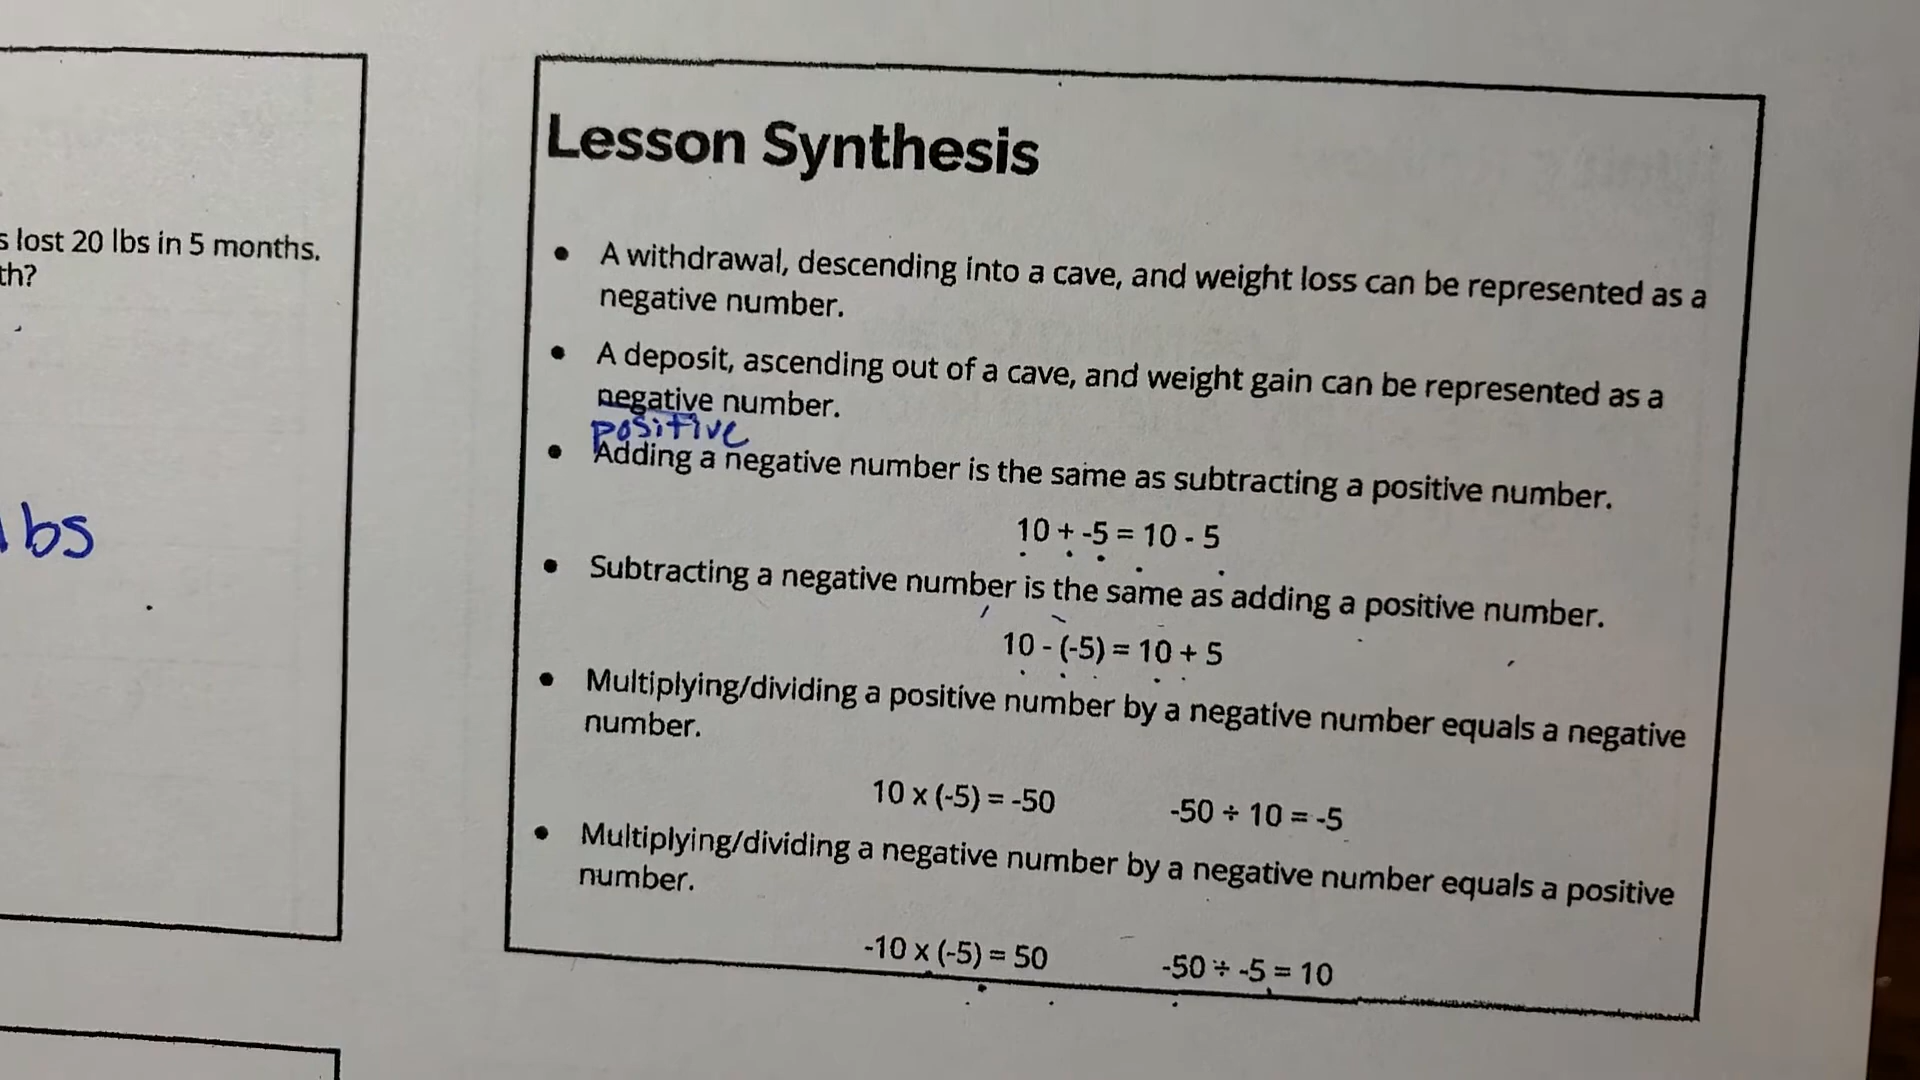 s lost 20 lbs in 5 months.
th?
lbs
Lesson Synthesis
• A withdrawal, descending into a cave, and weight loss can be represented as a
negative number.
• A deposit, ascending out of a cave, and weight gain can be represented as a
negative number.
positive
• Adding a negative number is the same as subtracting a positive number.
10 + -5 = 10 - 5
• Subtracting a negative number is the same as adding a positive number.
10 - (-5) = 10 + 5
• Multiplying/dividing a positive number by a negative number equals a negative
number.
10 x (-5) = -50 -50 ÷ 10 = -5
• Multiplying/dividing a negative number by a negative number equals a positive
number.
-10 x (-5) = 50 -50 ÷ -5 = 10